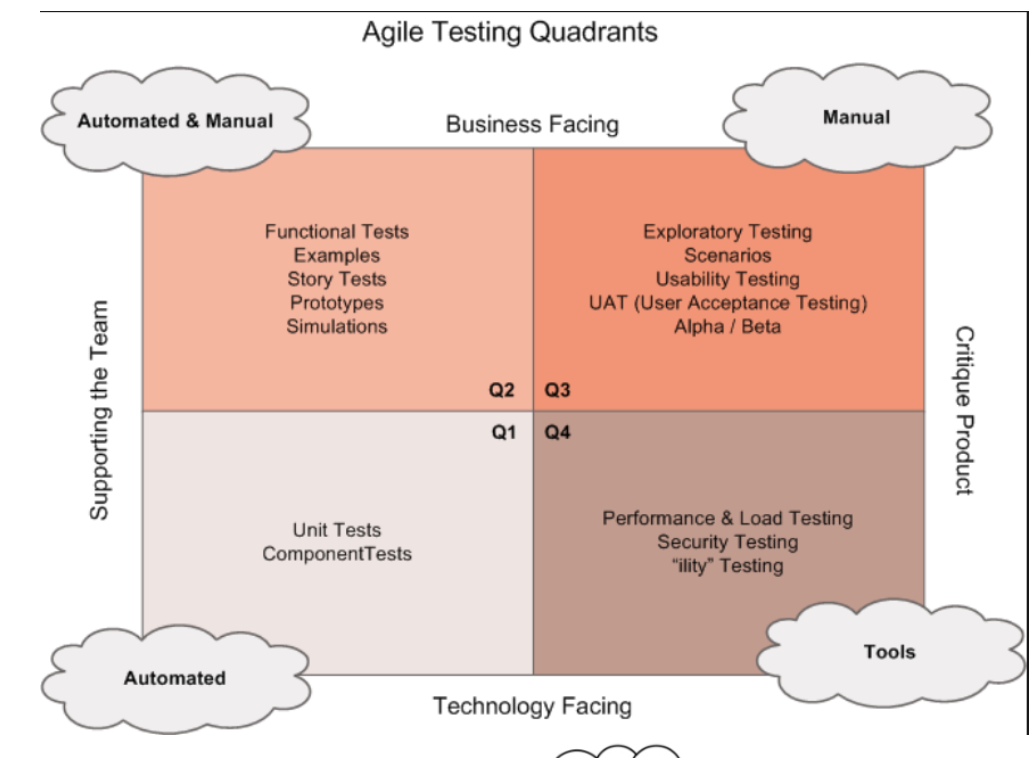 Agile Testing Quadrants
Automated & Manual
Business Facing
Manual
Functional Tests
Examples
Story Tests
Prototypes
Simulations
Exploratory Testing
Scenarios
Usability Testing
UAT (User Acceptance Testing)
Alpha / Beta
Supporting the Team
Critique Product
Q2
Q3
Q1
Q4
Unit Tests
ComponentTests
Performance & Load Testing
Security Testing
“ility” Testing
Automated
Tools
Technology Facing